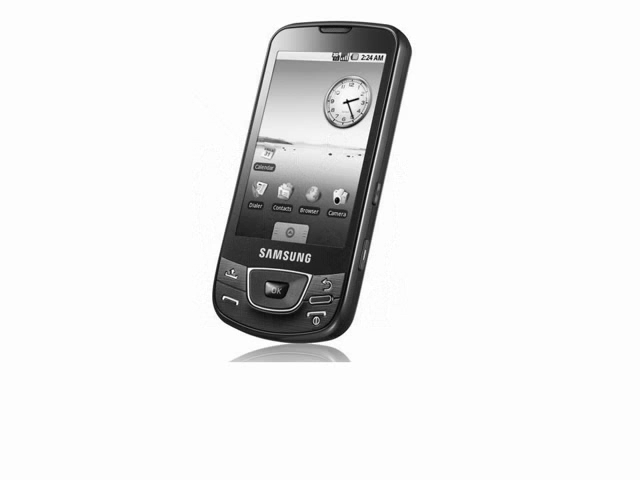 2:24 AM
Calendar
Dialer Contacts Browser Camera
SAMSUNG
OK